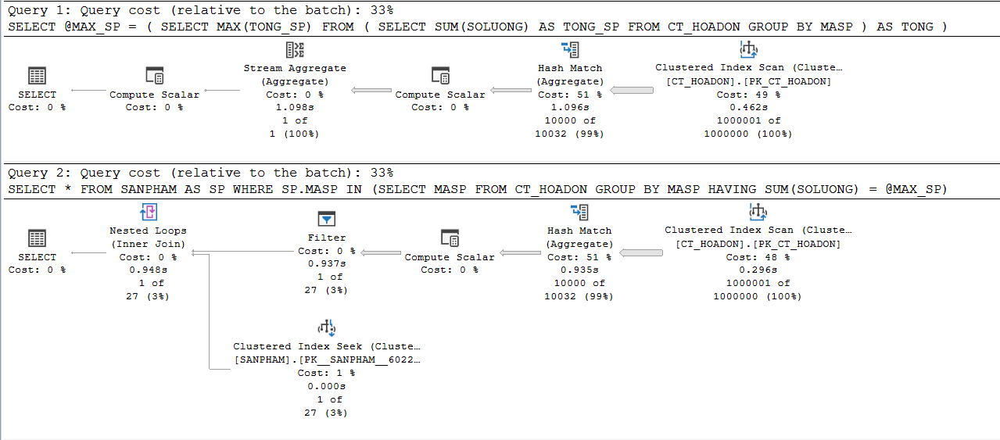 Query 1: Query cost (relative to the batch): 33%
SELECT @MAX_SP = ( SELECT MAX(TONG_SP) FROM ( SELECT SUM(SOLUONG) AS TONG_SP FROM CT_HOADON GROUP BY MASP ) AS TONG )
SELECT
Cost: 0 %
Compute Scalar
Cost: 0 %
Stream Aggregate
(Aggregate)
Cost: 0 %
1.098s
1 of
1 (100%)
Compute Scalar
Cost: 0 %
Hash Match
(Aggregate)
Cost: 51 %
1.096s
10000 of
10032 (99%)
Clustered Index Scan (Cluste…
[CT_HOADON].[PK_CT_HOADON]
Cost: 49 %
0.462s
1000001 of
1000000 (100%)
Query 2: Query cost (relative to the batch): 33%
SELECT * FROM SANPHAM AS SP WHERE SP.MASP IN (SELECT MASP FROM CT_HOADON GROUP BY MASP HAVING SUM(SOLUONG) = @MAX_SP)
SELECT
Cost: 0 %
Nested Loops
(Inner Join)
Cost: 0 %
0.948s
1 of
27 (3%)
Filter
Cost: 0 %
0.937s
1 of
27 (3%)
Compute Scalar
Cost: 0 %
Hash Match
(Aggregate)
Cost: 51 %
0.935s
10000 of
10032 (99%)
Clustered Index Scan (Cluste…
[CT_HOADON].[PK_CT_HOADON]
Cost: 48 %
0.296s
1000001 of
1000000 (100%)
Clustered Index Seek (Cluste…
[SANPHAM].[PK__SANPHAM__6022…
Cost: 1 %
0.000s
1 of
27 (3%)